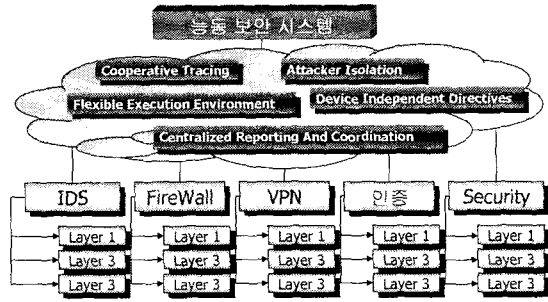 능동 보안 시스템
Cooperative Tracing
Attacker Isolation
Flexible Execution Environment
Device Independent Directives
Centralized Reporting And Coordination
IDS
FireWall
VPN
인증
Security
Layer 1
Layer 1
Layer 1
Layer 1
Layer 1
Layer 3
Layer 3
Layer 3
Layer 3
Layer 3
Layer 3
Layer 3
Layer 3
Layer 3
Layer 3